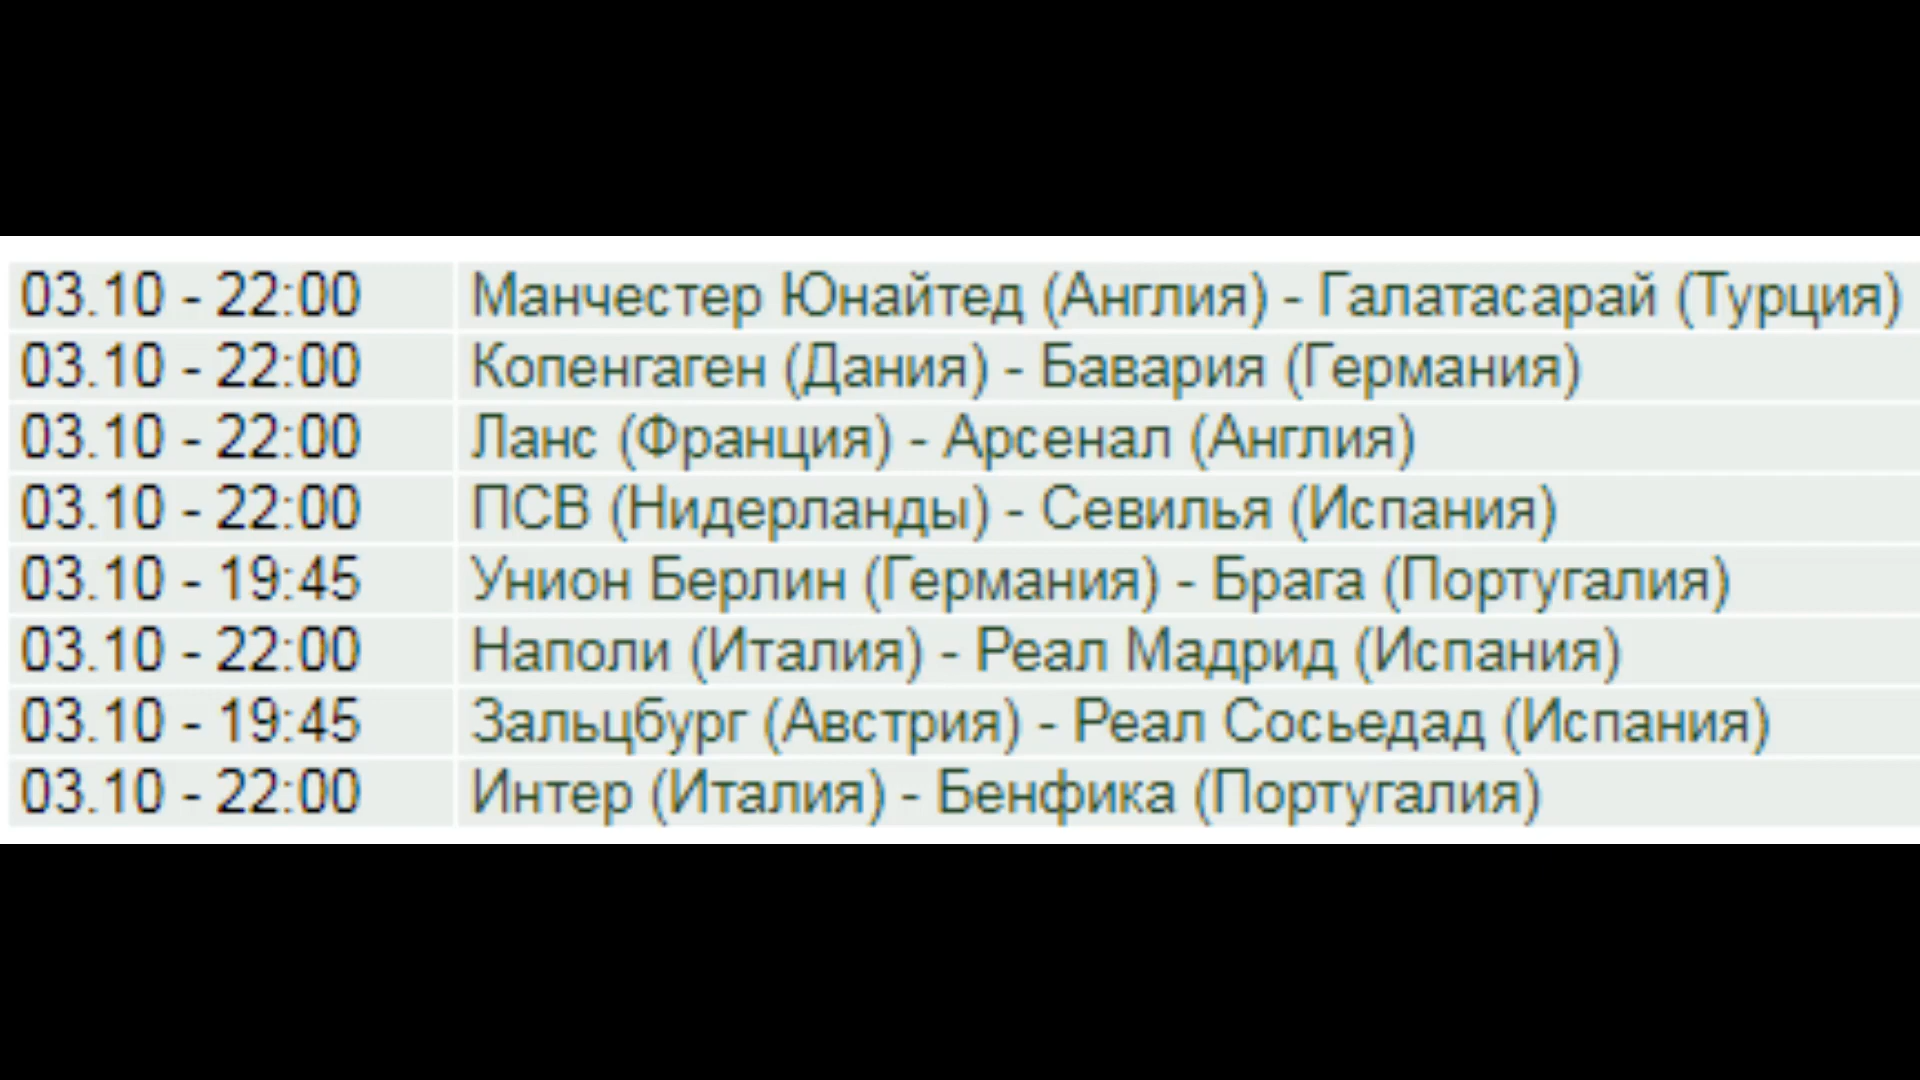 03.10 - 22:00 Манчестер Юнайтед (Англия) - Галатасарай (Турция)
03.10 - 22:00 Копенгаген (Дания) - Бавария (Германия)
03.10 - 22:00 Ланс (Франция) - Арсенал (Англия)
03.10 - 22:00 ПСВ (Нидерланды) - Севилья (Испания)
03.10 - 19:45 Унион Берлин (Германия) - Брага (Португалия)
03.10 - 22:00 Наполи (Италия) - Реал Мадрид (Испания)
03.10 - 19:45 Зальцбург (Австрия) - Реал Сосьедад (Испания)
03.10 - 22:00 Интер (Италия) - Бенфика (Португалия)